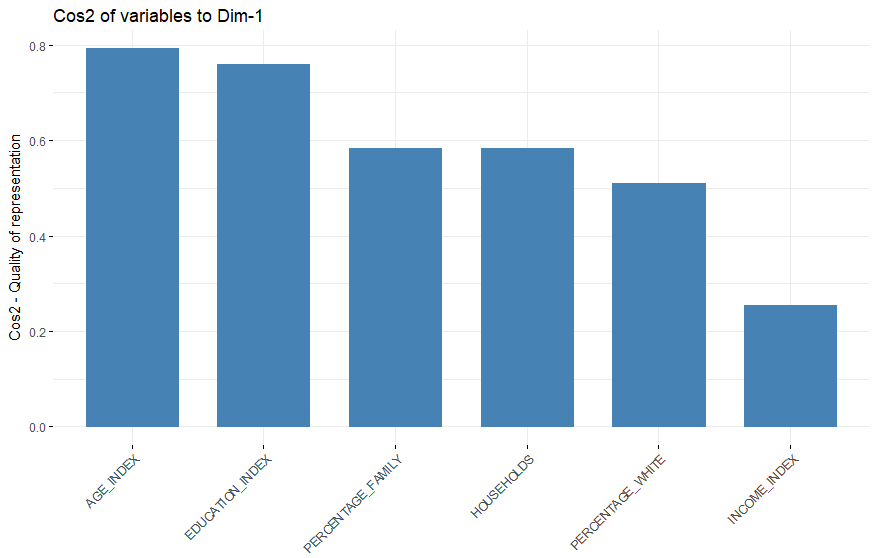 Cos2 of variables to Dim-1
Cos2 - Quality of representation
0.8
0.6
0.4
0.2
0.0
AGE_INDEX
EDUCATION_INDEX
PERCENTAGE_FAMILY
HOUSEHOLDS
PERCENTAGE_WHITE
INCOME_INDEX